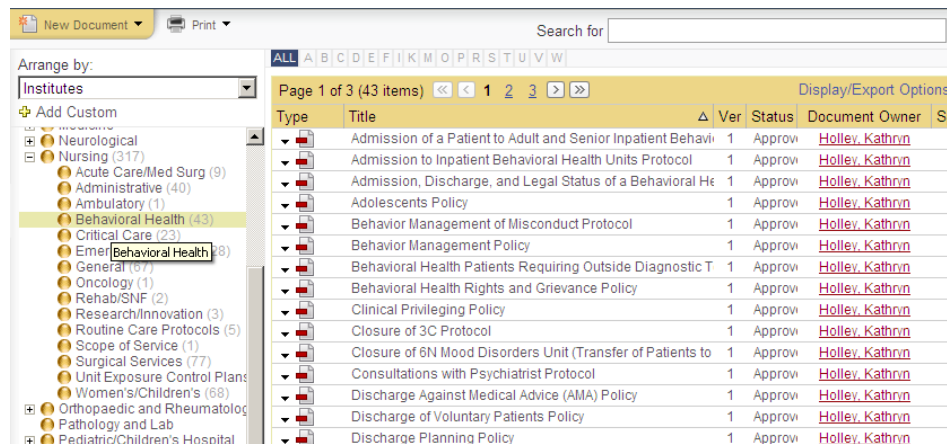 New Document Print
Search for
Arrange by:
Institutes
Add Custom
Neurological
Nursing (317)
Acute Care/Med Surg (9)
Administrative (40)
Ambulatory (1)
Behavioral Health (43)
Critical Care (23)
Emer 28)
Behavioral Health
General (67)
Oncology (1)
Rehab/SNF (2)
Research/Innovation (3)
Routine Care Protocols (5)
Scope of Service (1)
Surgical Services (77)
Unit Exposure Control Plans
Women's/Children's (68)
Orthopaedic and Rheumatolog
Pathology and Lab
Pediatric/Children's Hospital
ALL A B C D E F I K M O P R S T U V W
Page 1 of 3 (43 items) 1 2 3 Display/Export Options
Type Title Ver Status Document Owner S
Admission of a Patient to Adult and Senior Inpatient Behavi 1 Approv Holley, Kathryn
Admission to Inpatient Behavioral Health Units Protocol 1 Approv Holley, Kathryn
Admission, Discharge, and Legal Status of a Behavioral He 1 Approv Holley, Kathryn
Adolescents Policy 1 Approv Holley, Kathryn
Behavior Management of Misconduct Protocol 1 Approv Holley, Kathryn
Behavior Management Policy 1 Approv Holley, Kathryn
Behavioral Health Patients Requiring Outside Diagnostic T 1 Approv Holley, Kathryn
Behavioral Health Rights and Grievance Policy 1 Approv Holley, Kathryn
Clinical Privileging Policy 1 Approv Holley, Kathryn
Closure of 3C Protocol 1 Approv Holley, Kathryn
Closure of 6N Mood Disorders Unit (Transfer of Patients to 1 Approv Holley, Kathryn
Consultations with Psychiatrist Protocol 1 Approv Holley, Kathryn
Discharge Against Medical Advice (AMA) Policy 1 Approv Holley, Kathryn
Discharge of Voluntary Patients Policy 1 Approv Holley, Kathryn
Discharge Planning Policy 1 Approv Holley, Kathryn